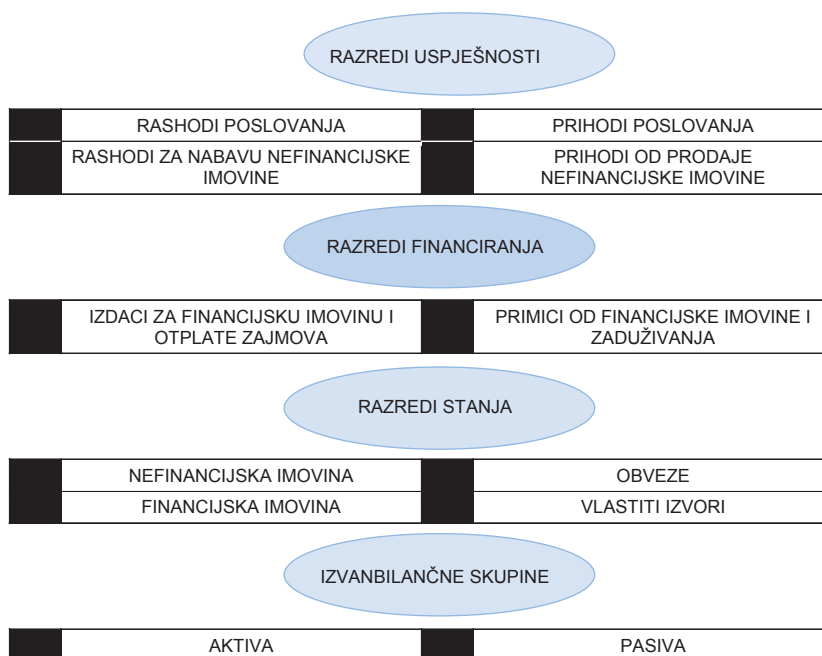 RAZREDI USPJEŠNOSTI
RASHODI POSLOVANJA
PRIHODI POSLOVANJA
RASHODI ZA NABAVU NEFINANCIJSKE
IMOVINE
PRIHODI OD PRODAJE
NEFINANCIJSKE IMOVINE
RAZREDI FINANCIRANJA
IZDACI ZA FINANCIJSKU IMOVINU I
OTPLATE ZAJMOVA
PRIMICI OD FINANCIJSKE IMOVINE I
ZADUŽIVANJA
RAZREDI STANJA
NEFINANCIJSKA IMOVINA
OBVEZE
FINANCIJSKA IMOVINA
VLASTITI IZVORI
IZVANBILANČNE SKUPINE
AKTIVA
PASIVA